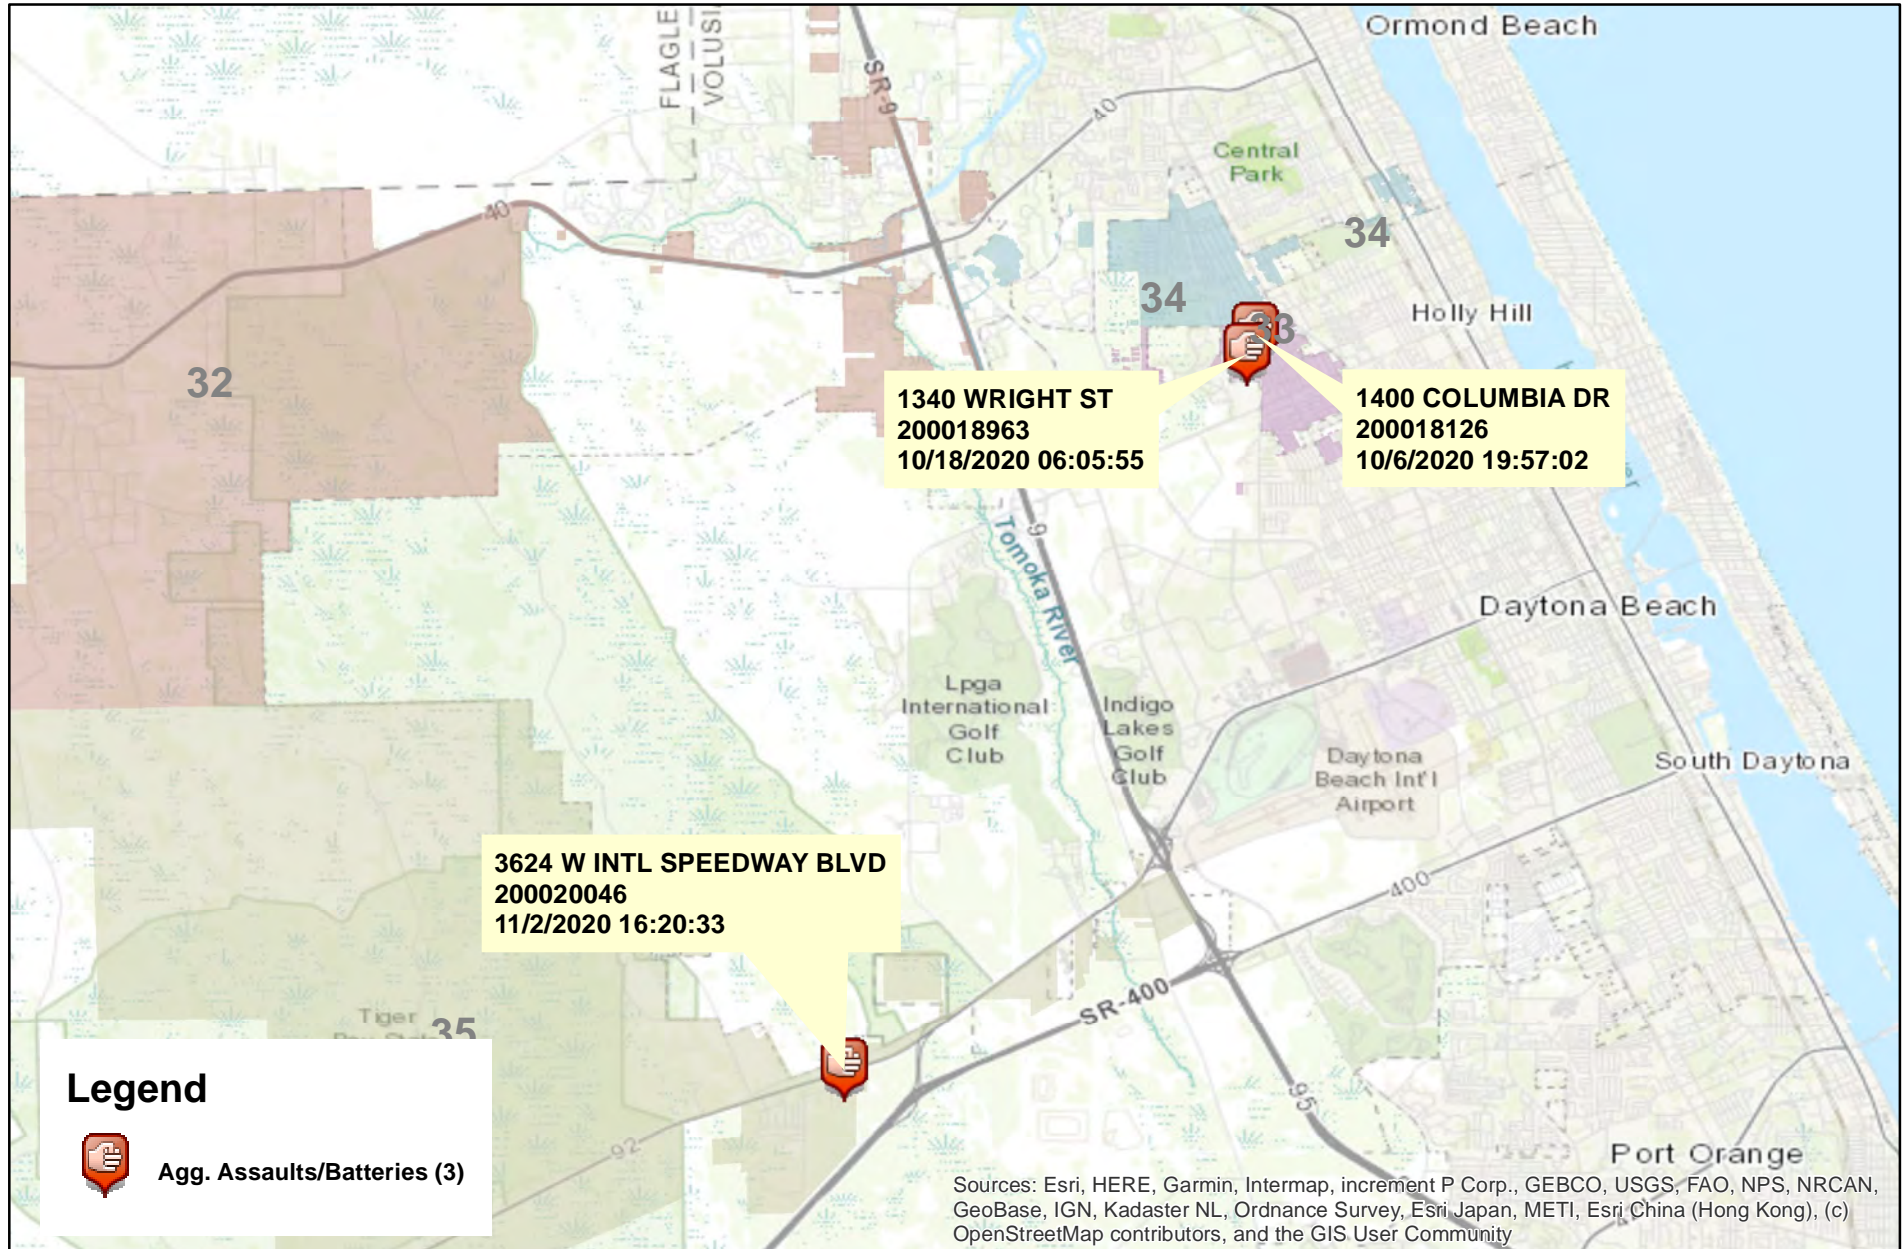 Ormond Beach
FLAGLE
VOLUSI
SR-9
40
Central
Park
34
40
34
Holly Hill
33
32
1340 WRIGHT ST
200018963
10/18/2020 06:05:55
1400 COLUMBIA DR
200018126
10/6/2020 19:57:02
9
Tomoka River
Daytona Beach
Lpga
International
Golf
Club
Indigo
Lakes
Golf
Club
Daytona
Beach Int'l
Airport
South Daytona
3624 W INTL SPEEDWAY BLVD
200020046
11/2/2020 16:20:33
400
SR-400
Tiger
35
95
92
Legend
Agg. Assaults/Batteries (3)
Port Orange
Sources: Esri, HERE, Garmin, Intermap, increment P Corp., GEBCO, USGS, FAO, NPS, NRCAN,
GeoBase, IGN, Kadaster NL, Ordnance Survey, Esri Japan, METI, Esri China (Hong Kong), (c)
OpenStreetMap contributors, and the GIS User Community